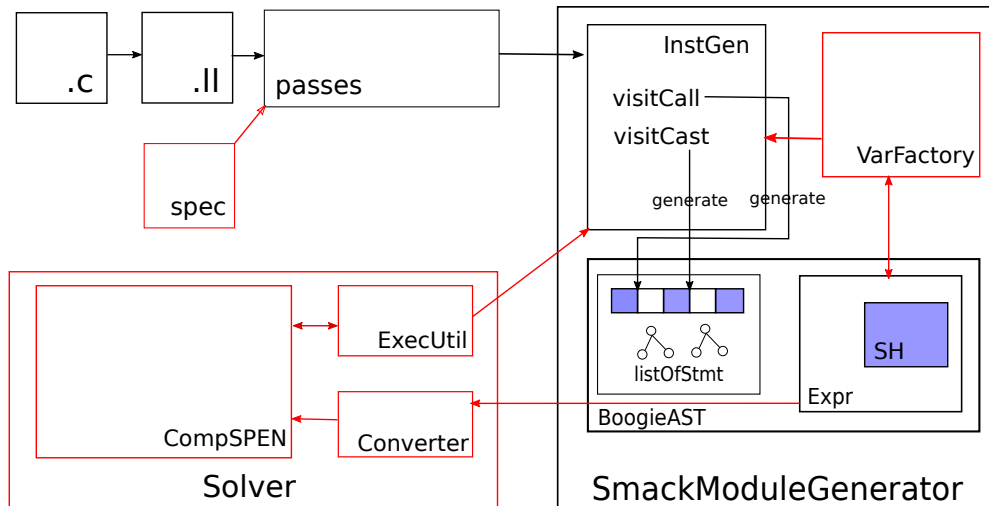 .c
.ll
passes
spec
InstGen
visitCall
visitCast
generate
generate
VarFactory
ExecUtil
CompSPEN
Converter
Solver
listOfStmt
SH
Expr
BoogieAST
SmackModuleGenerator